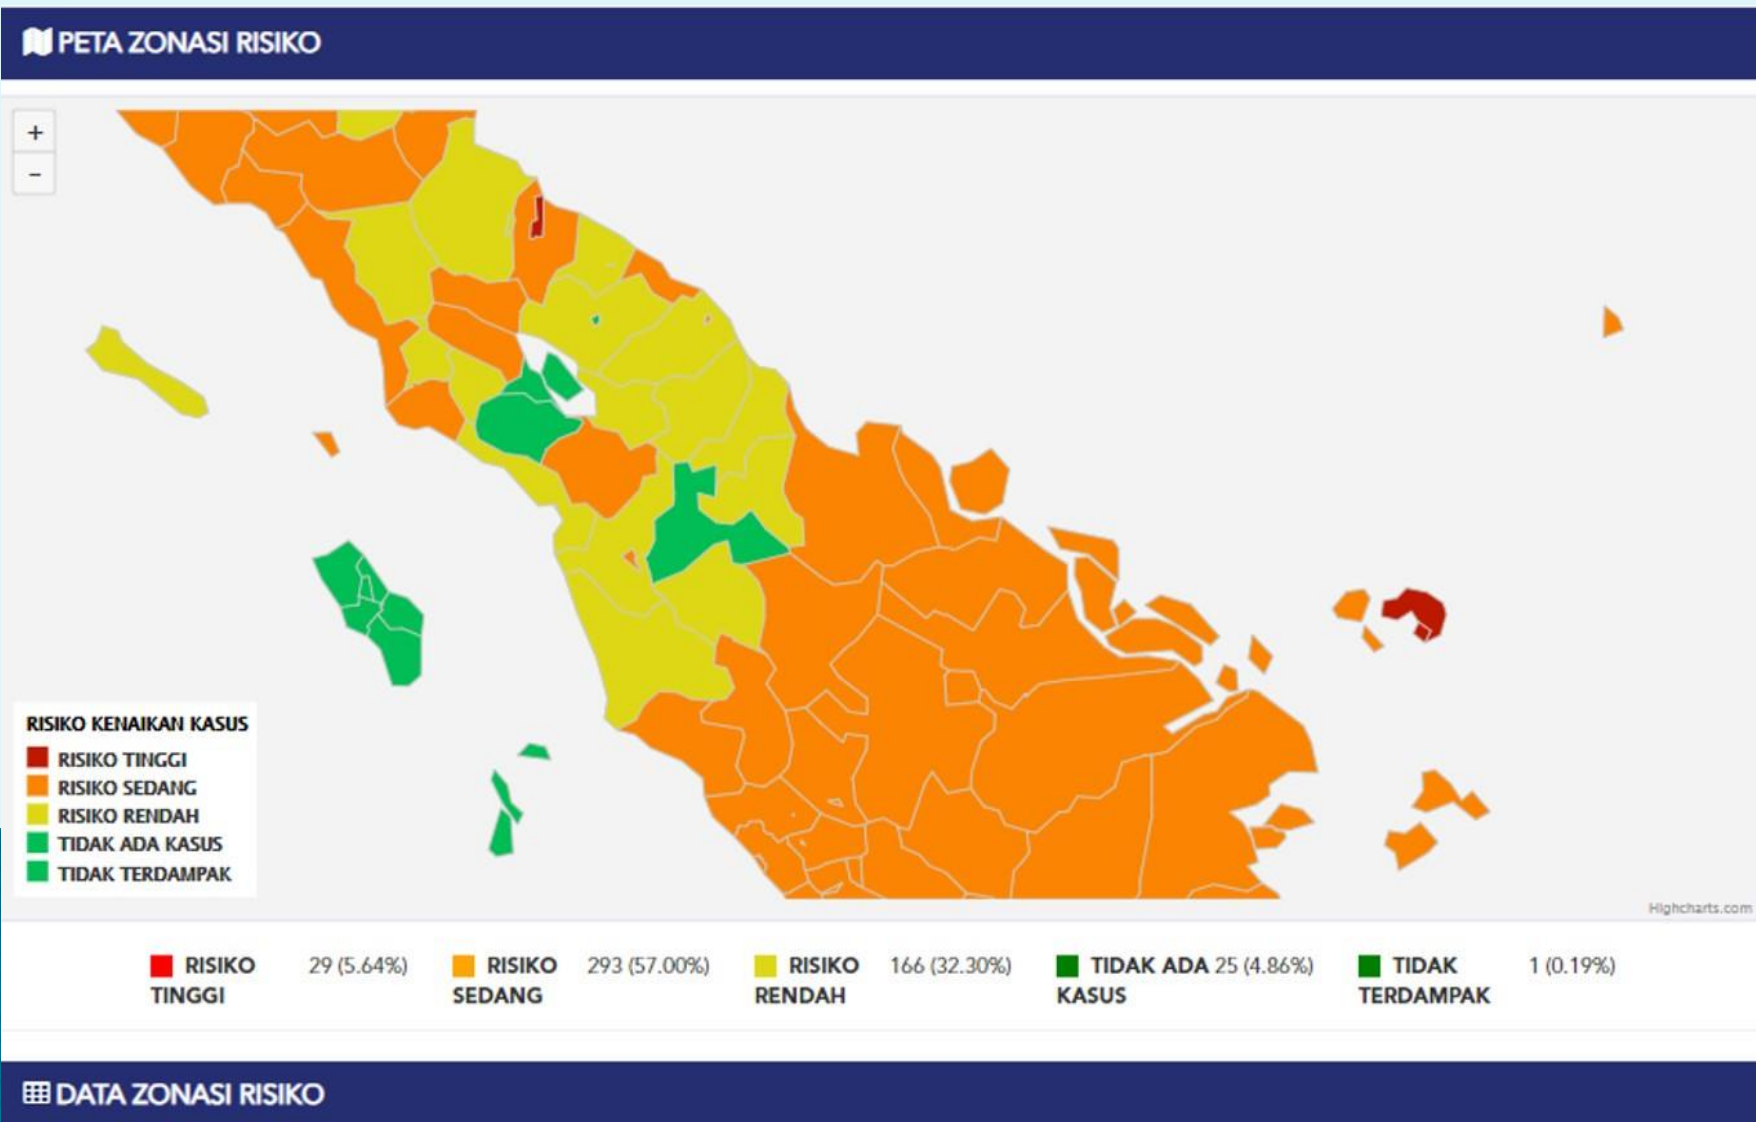 PETA ZONASI RISIKO
+
−
RISIKO KENAIKAN KASUS
RISIKO TINGGI
RISIKO SEDANG
RISIKO RENDAH
TIDAK ADA KASUS
TIDAK TERDAMPAK
Highcharts.com
RISIKO TINGGI 29 (5.64%)
RISIKO SEDANG 293 (57.00%)
RISIKO RENDAH 166 (32.30%)
TIDAK ADA KASUS 25 (4.86%)
TIDAK TERDAMPAK 1 (0.19%)
DATA ZONASI RISIKO